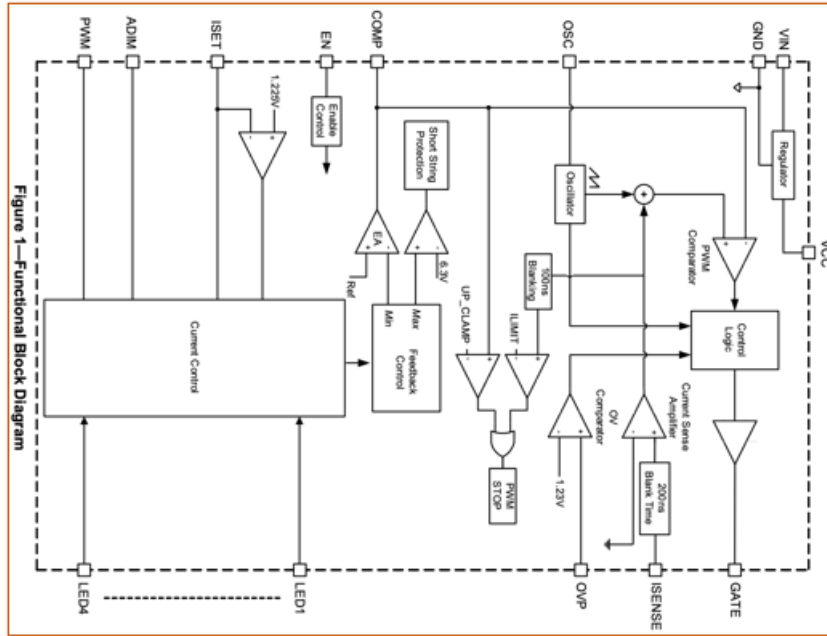 VCC
VIN
Regulator
GND
+
-
PWM
Comparator
Control
Logic
GATE
+
Current Sense
Amplifier
+
-
200ns
Blank Time
ISENSE
OSC
Oscillator
100ns
Blanking
OV
Comparator
+
-
1.23V
OVP
ILIMIT
+
-
UP_CLAMP
+
-
PWM
STOP
COMP
Short String
Protection
+
-
6.3V
EA
-
+
Ref
Max
Min
Feedback
Control
EN
Enable
Control
ISET
1.225V
+
-
Current Control
LED1
ADIM
PWM
LED4
Figure 1—Functional Block Diagram